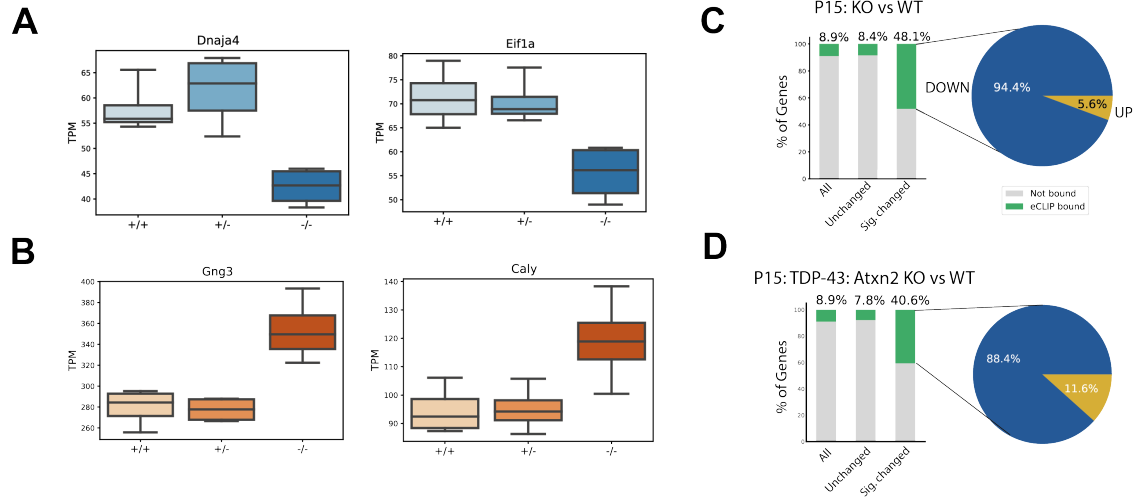 A
Dnaja4
TPM
65
60
55
50
45
40
+/+
+/-
-/-
Eif1a
TPM
80
75
70
65
60
55
50
+/+
+/-
-/-
B
Gng3
TPM
400
380
360
340
320
300
280
260
+/+
+/-
-/-
Caly
TPM
140
130
120
110
100
90
+/+
+/-
-/-
C
P15: KO vs WT
8.9% 8.4% 48.1%
% of Genes
100
80
60
40
20
0
All
Unchanged
Sig. changed
DOWN
94.4%
5.6%
UP
Not bound
eCLIP bound
D
P15: TDP-43: Atxn2 KO vs WT
8.9% 7.8% 40.6%
% of Genes
100
80
60
40
20
0
All
Unchanged
Sig. changed
88.4%
11.6%